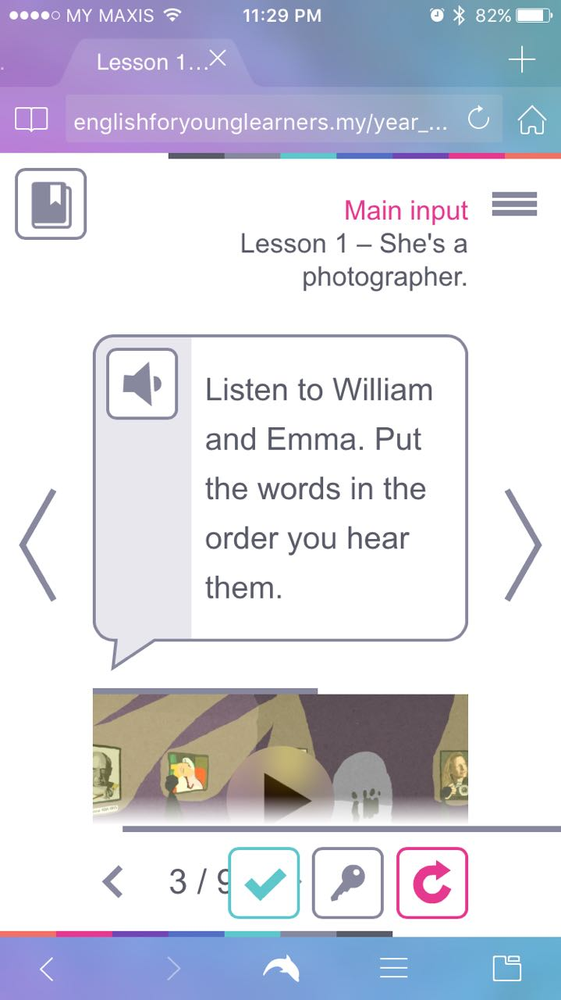 MY MAXIS 11:29 PM 82%
Lesson 1...
englishforyounglearners.my/year_...
Main input
Lesson 1 – She's a
photographer.
Listen to William
and Emma. Put
the words in the
order you hear
them.
3 / 9